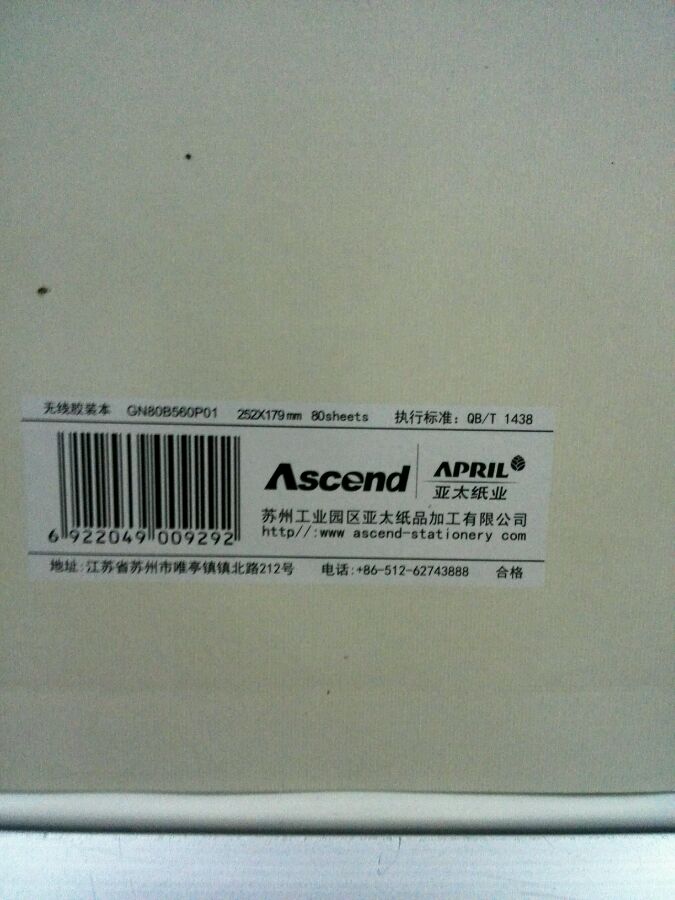 无线胶装本 GN80B560P01 252X179mm 80sheets 执行标准: QB/T 1438
Ascend APRIL
亚太纸业
苏州工业园区亚太纸品加工有限公司
http//:www ascend-stationery com
6 922049 009292
地址:江苏省苏州市唯亭镇镇北路212号 电话:+86-512-62743888 合格